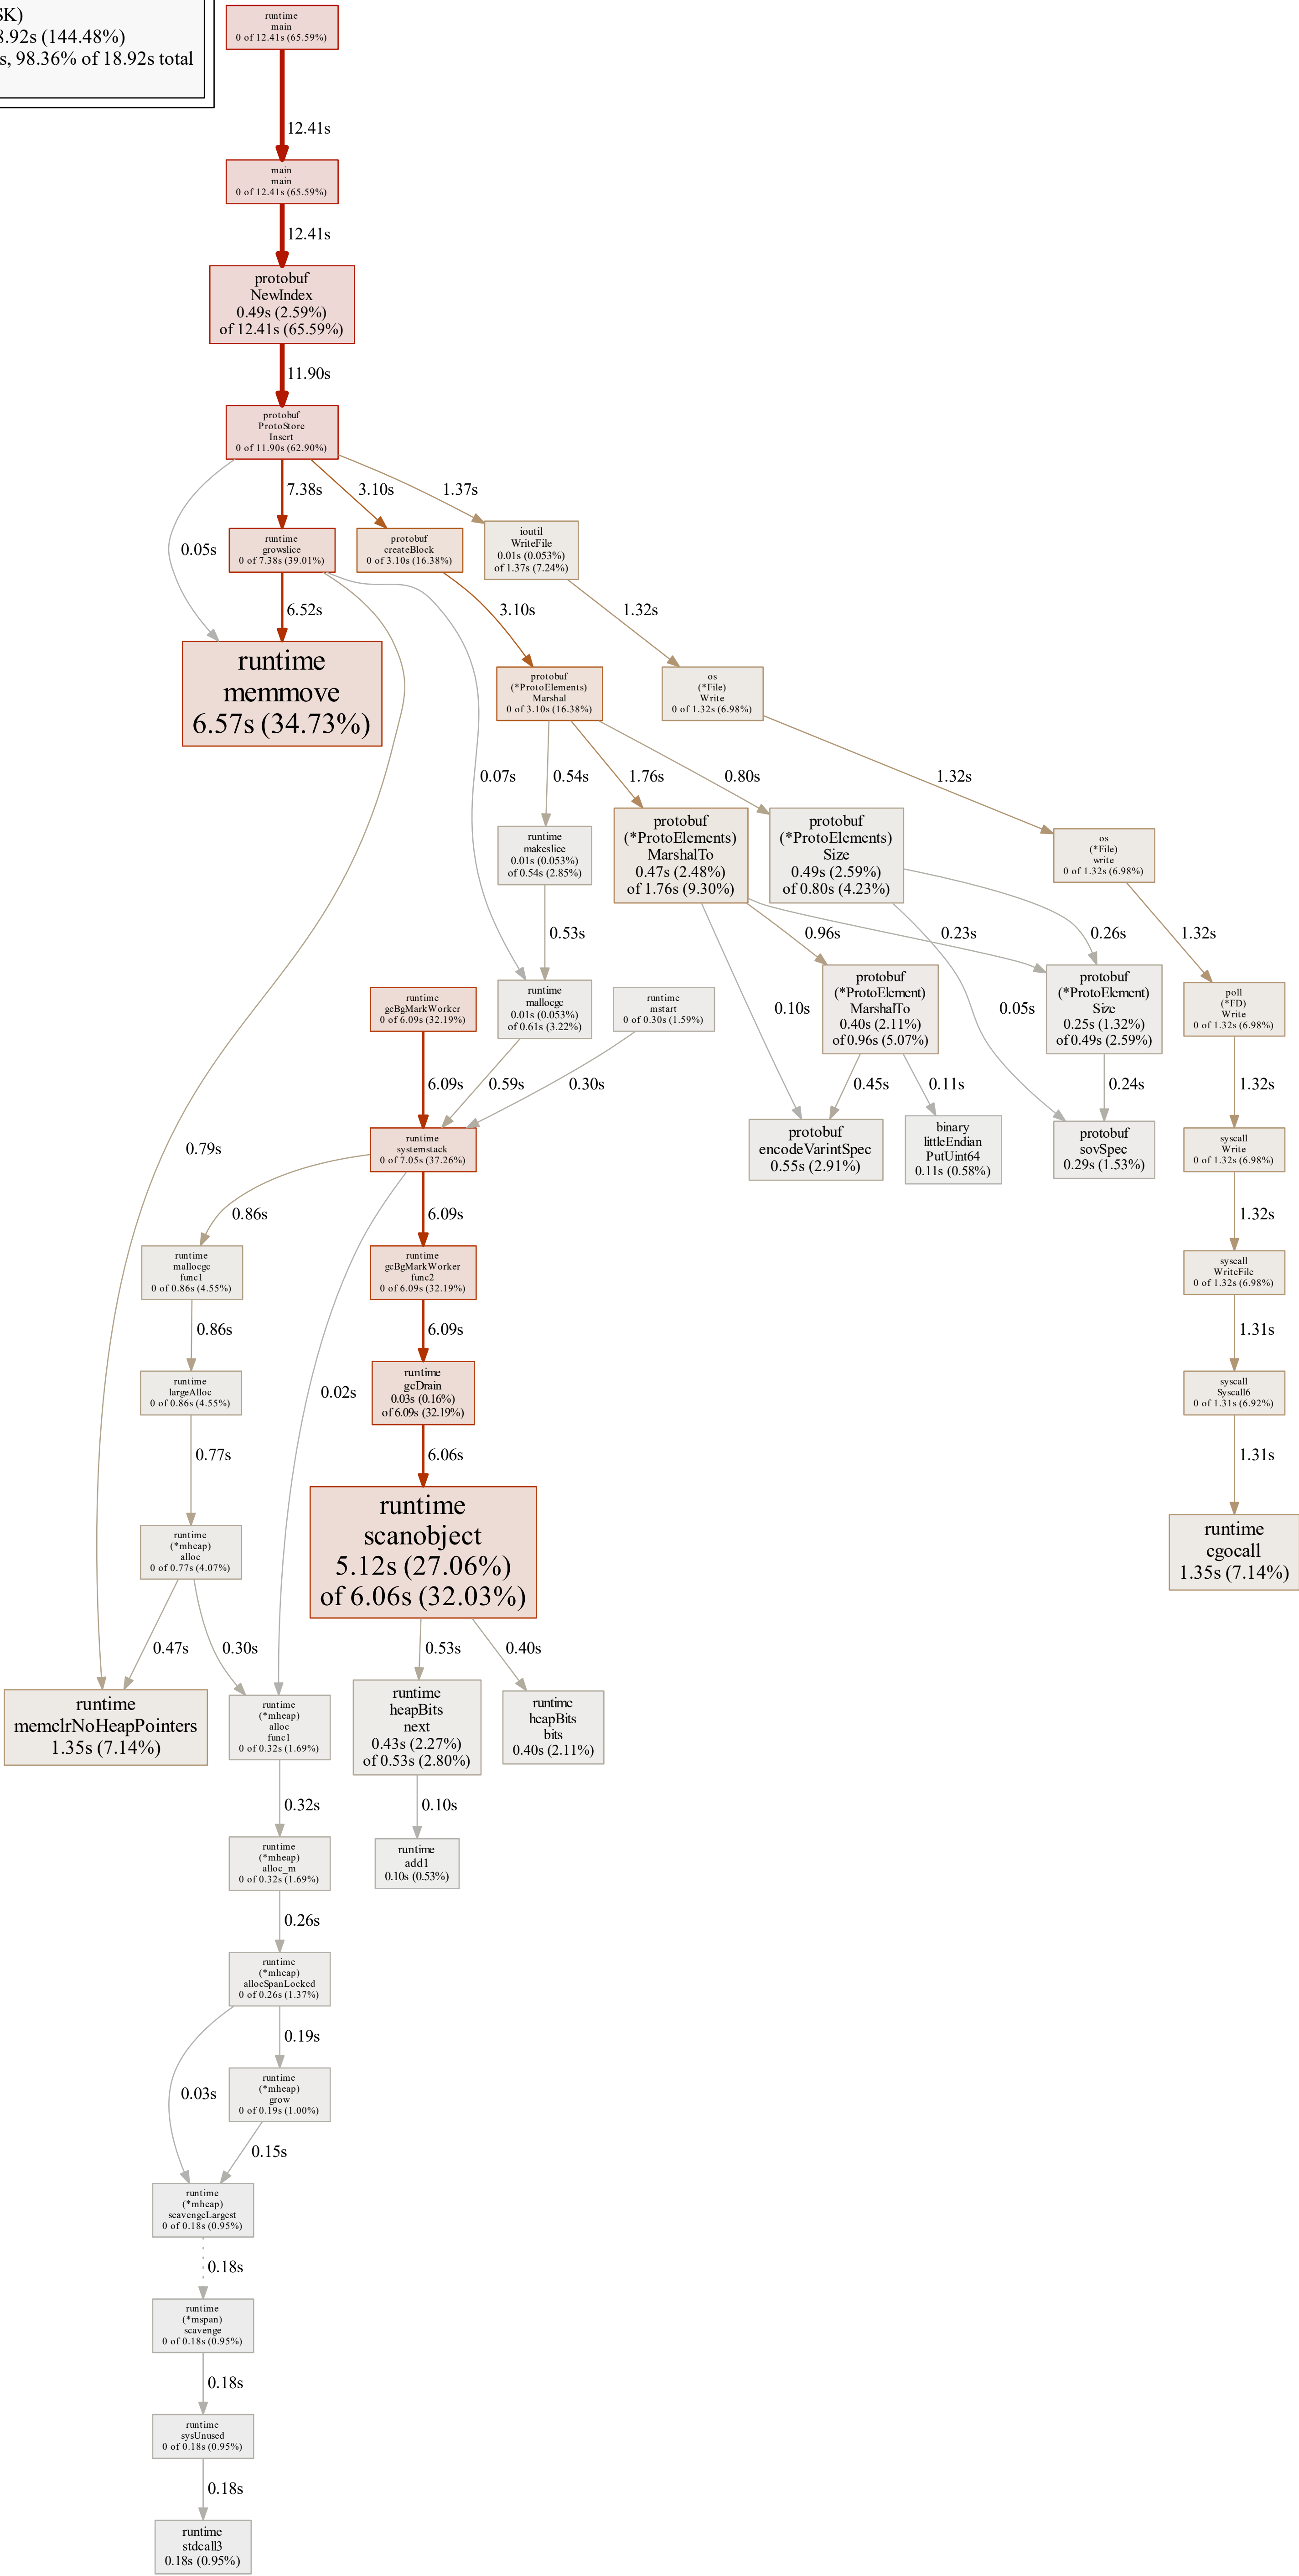 SK)
8.92s (144.48%)
s, 98.36% of 18.92s total
runtime
main
0 of 12.41s (65.59%)
12.41s
main
main
0 of 12.41s (65.59%)
12.41s
protobuf
NewIndex
0.49s (2.59%)
of 12.41s (65.59%)
11.90s
protobuf
ProtoStore
Insert
0 of 11.90s (62.90%)
7.38s
3.10s
1.37s
0.05s
runtime
growslice
0 of 7.38s (39.01%)
protobuf
createBlock
0 of 3.10s (16.38%)
ioutil
WriteFile
0.01s (0.053%)
of 1.37s (7.24%)
6.52s
3.10s
1.32s
runtime
memmove
6.57s (34.73%)
protobuf
(*ProtoElements)
Marshal
0 of 3.10s (16.38%)
os
(*File)
Write
0 of 1.32s (6.98%)
0.07s
0.54s
1.76s
0.80s
1.32s
runtime
makeslice
0.01s (0.053%)
of 0.54s (2.85%)
protobuf
(*ProtoElements)
MarshalTo
0.47s (2.48%)
of 1.76s (9.30%)
protobuf
(*ProtoElements)
Size
0.49s (2.59%)
of 0.80s (4.23%)
os
(*File)
write
0 of 1.32s (6.98%)
0.53s
0.96s
0.23s
0.26s
1.32s
runtime
gcBgMarkWorker
0 of 6.09s (32.19%)
runtime
mallocgc
0.01s (0.053%)
of 0.61s (3.22%)
runtime
mstart
0 of 0.30s (1.59%)
0.10s
protobuf
(*ProtoElement)
MarshalTo
0.40s (2.11%)
of 0.96s (5.07%)
0.05s
protobuf
(*ProtoElement)
Size
0.25s (1.32%)
of 0.49s (2.59%)
poll
(*FD)
Write
0 of 1.32s (6.98%)
6.09s
0.59s
0.30s
0.45s
0.11s
0.24s
1.32s
0.79s
runtime
systemstack
0 of 7.05s (37.26%)
protobuf
encodeVarintSpec
0.55s (2.91%)
binary
littleEndian
PutUint64
0.11s (0.58%)
protobuf
sovSpec
0.29s (1.53%)
syscall
Write
0 of 1.32s (6.98%)
0.86s
6.09s
1.32s
runtime
mallocgc
func1
0 of 0.86s (4.55%)
runtime
gcBgMarkWorker
func2
0 of 6.09s (32.19%)
syscall
WriteFile
0 of 1.32s (6.98%)
0.86s
6.09s
1.31s
runtime
largeAlloc
0 of 0.86s (4.55%)
0.02s
runtime
gcDrain
0.03s (0.16%)
of 6.09s (32.19%)
syscall
Syscall6
0 of 1.31s (6.92%)
0.77s
6.06s
1.31s
runtime
(*mheap)
alloc
0 of 0.77s (4.07%)
runtime
scanobject
5.12s (27.06%)
of 6.06s (32.03%)
runtime
cgocall
1.35s (7.14%)
0.47s
0.30s
0.53s
0.40s
runtime
memclrNoHeapPointers
1.35s (7.14%)
runtime
(*mheap)
alloc
func1
0 of 0.32s (1.69%)
runtime
heapBits
next
0.43s (2.27%)
of 0.53s (2.80%)
runtime
heapBits
bits
0.40s (2.11%)
0.32s
0.10s
runtime
(*mheap)
alloc_m
0 of 0.32s (1.69%)
runtime
add1
0.10s (0.53%)
0.26s
runtime
(*mheap)
allocSpanLocked
0 of 0.26s (1.37%)
0.19s
0.03s
runtime
(*mheap)
grow
0 of 0.19s (1.00%)
0.15s
runtime
(*mheap)
scavengeLargest
0 of 0.18s (0.95%)
0.18s
runtime
(*mspan)
scavenge
0 of 0.18s (0.95%)
0.18s
runtime
sysUnused
0 of 0.18s (0.95%)
0.18s
runtime
stdcall3
0.18s (0.95%)